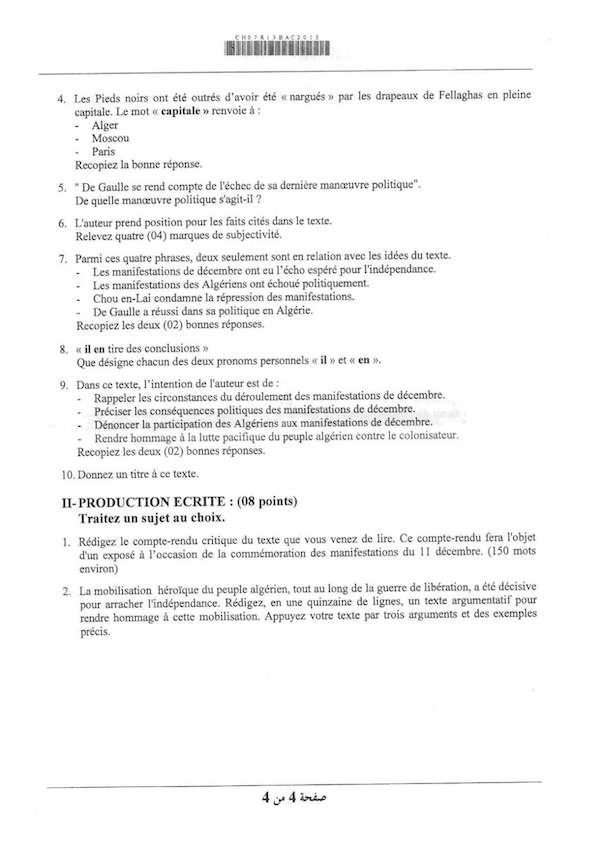 CH07R13BAC2013
4. Les Pieds noirs ont été outrés d'avoir été « nargués » par les drapeaux de Fellaghas en pleine
capitale. Le mot « capitale » renvoie à :
- Alger
- Moscou
- Paris
Recopiez la bonne réponse.
5. " De Gaulle se rend compte de l'échec de sa dernière manœuvre politique".
De quelle manœuvre politique s'agit-il ?
6. L'auteur prend position pour les faits cités dans le texte.
Relevez quatre (04) marques de subjectivité.
7. Parmi ces quatre phrases, deux seulement sont en relation avec les idées du texte.
- Les manifestations de décembre ont eu l'écho espéré pour l'indépendance.
- Les manifestations des Algériens ont échoué politiquement.
- Chou en-Lai condamne la répression des manifestations.
- De Gaulle a réussi dans sa politique en Algérie.
Recopiez les deux (02) bonnes réponses.
8. « il en tire des conclusions »
Que désigne chacun des deux pronoms personnels « il » et « en ».
9. Dans ce texte, l'intention de l'auteur est de :
- Rappeler les circonstances du déroulement des manifestations de décembre.
- Préciser les conséquences politiques des manifestations de décembre.
- Dénoncer la participation des Algériens aux manifestations de décembre.
- Rendre hommage à la lutte pacifique du peuple algérien contre le colonisateur.
Recopiez les deux (02) bonnes réponses.
10. Donnez un titre à ce texte.
II- PRODUCTION ECRITE : (08 points)
Traitez un sujet au choix.
1. Rédigez le compte-rendu critique du texte que vous venez de lire. Ce compte-rendu fera l'objet
d'un exposé à l'occasion de la commémoration des manifestations du 11 décembre. (150 mots
environ)
2. La mobilisation héroïque du peuple algérien, tout au long de la guerre de libération, a été décisive
pour arracher l'indépendance. Rédigez, en une quinzaine de lignes, un texte argumentatif pour
rendre hommage à cette mobilisation. Appuyez votre texte par trois arguments et des exemples
précis.
صفحة 4 من 4